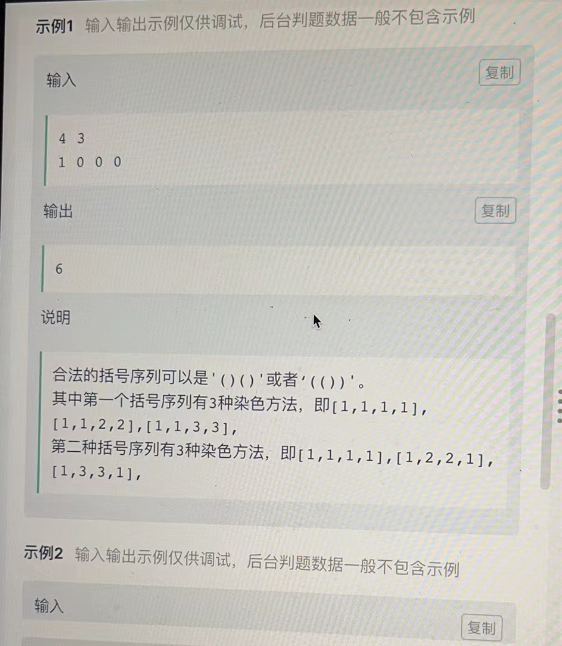 示例1 输入输出示例仅供调试，后台判题数据一般不包含示例
输入
复制
4 3
1 0 0 0
输出
复制
6
说明
合法的括号序列可以是'()()'或者'(())'。
其中第一个括号序列有3种染色方法，即[1,1,1,1],
[1,1,2,2],[1,1,3,3],
第二种括号序列有3种染色方法，即[1,1,1,1],[1,2,2,1],
[1,3,3,1],
示例2 输入输出示例仅供调试，后台判题数据一般不包含示例
输入
复制